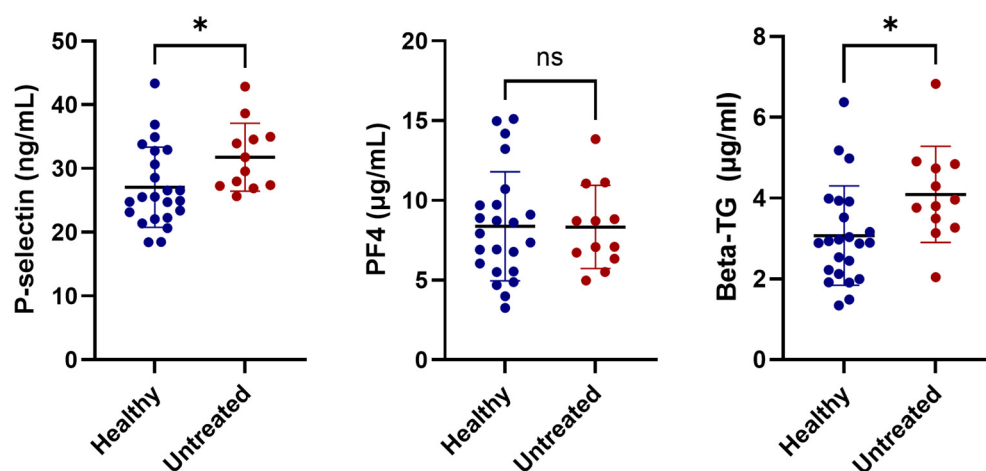 *
50
40
30
20
10
0
P-selectin (ng/mL)
Healthy
Untreated
ns
20
15
10
5
0
PF4 (µg/mL)
Healthy
Untreated
*
8
6
4
2
0
Beta-TG (µg/ml)
Healthy
Untreated